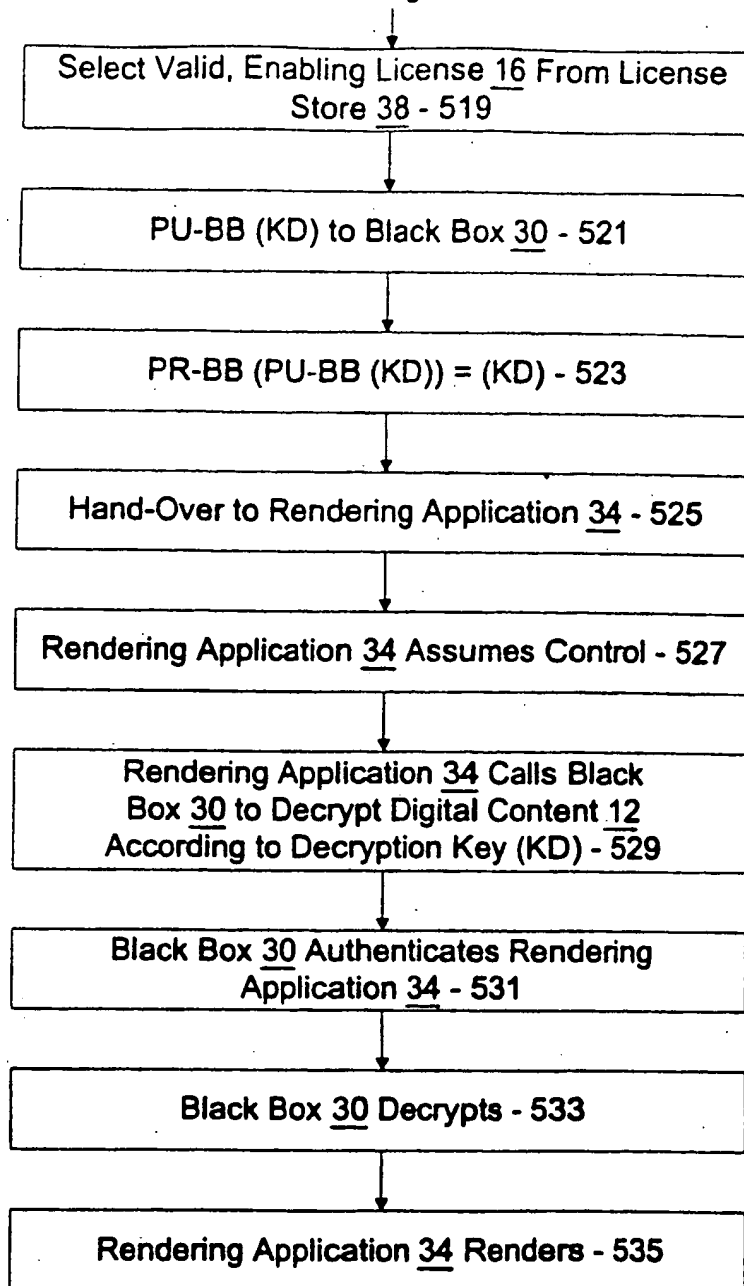 Select Valid, Enabling License 16 From License
Store 38 - 519
PU-BB (KD) to Black Box 30 - 521
PR-BB (PU-BB (KD)) = (KD) - 523
Hand-Over to Rendering Application 34 - 525
Rendering Application 34 Assumes Control - 527
Rendering Application 34 Calls Black
Box 30 to Decrypt Digital Content 12
According to Decryption Key (KD) - 529
Black Box 30 Authenticates Rendering
Application 34 - 531
Black Box 30 Decrypts - 533
Rendering Application 34 Renders - 535